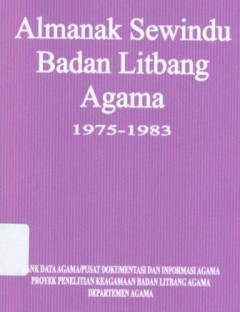 Almanak Sewindu
Badan Litbang
Agama
1975-1983
BANK DATA AGAMA/PUSAT DOKUMENTASI DAN INFORMASI AGAMA
PROYEK PENELITIAN KEAGAMAAN BADAN LITBANG AGAMA
DEPARTEMEN AGAMA